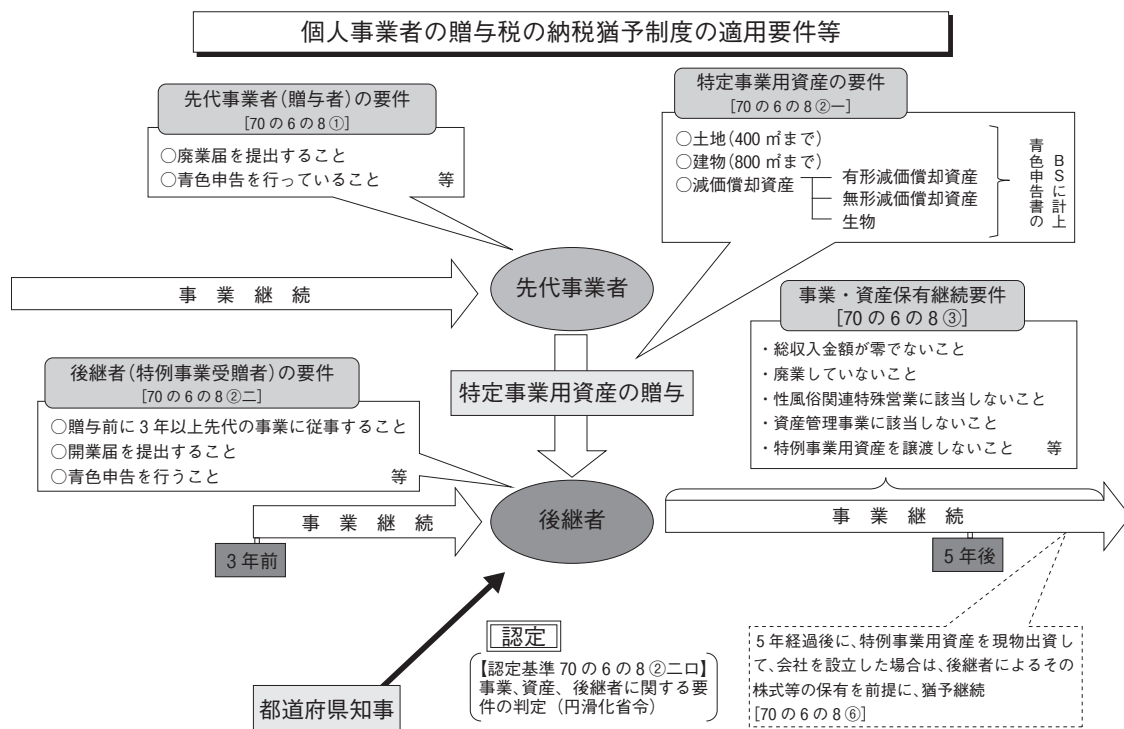 個人事業者の贈与税の納税猶予制度の適用要件等
先代事業者(贈与者)の要件
[70の6の8①]
○廃業届を提出すること
○青色申告を行っていること 等
特定事業用資産の要件
[70の6の8②一]
○土地(400㎡まで)
○建物(800㎡まで)
○減価償却資産
有形減価償却資産
無形減価償却資産
生物
青色申告書の
BSに計上
事業継続
先代事業者
事業・資産保有継続要件
[70の6の8③]
・総収入金額が零でないこと
・廃業していないこと
・性風俗関連特殊営業に該当しないこと
・資産管理事業に該当しないこと
・特例事業用資産を譲渡しないこと 等
後継者(特例事業受贈者)の要件
[70の6の8②二]
○贈与前に3年以上先代の事業に従事すること
○開業届を提出すること
○青色申告を行うこと 等
特定事業用資産の贈与
事業継続
後継者
事業継続
3年前
5年後
認定
【認定基準 70の6の8②二ロ】
事業、資産、後継者に関する要
件の判定(円滑化省令)
都道府県知事
5年経過後に、特例事業用資産を現物出資し
て、会社を設立した場合は、後継者によるその
株式等の保有を前提に、猶予継続
[70の6の8⑥]